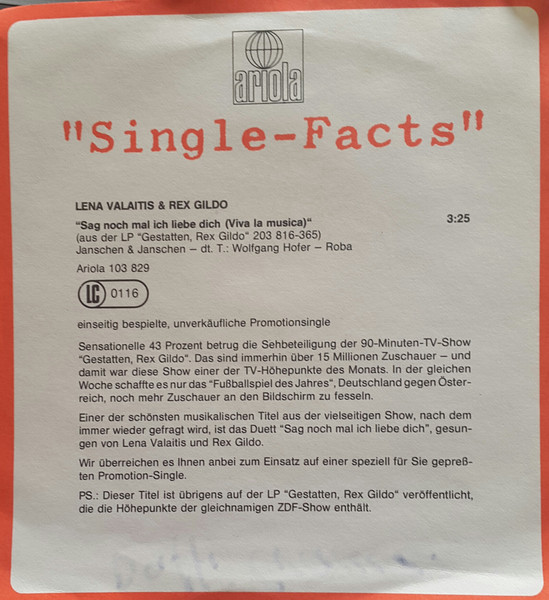 ariola
"Single-Facts"
LENA VALAITIS & REX GILDO
“Sag noch mal ich liebe dich (Viva la musica)“ 3:25
(aus der LP “Gestatten, Rex Gildo“ 203 816-365)
Janschen & Janschen – dt. T.: Wolfgang Hofer – Roba
Ariola 103 829
LC 0116
einseitig bespielte, unverkäufliche Promotionsingle
Sensationelle 43 Prozent betrug die Sehbeteiligung der 90-Minuten-TV-Show
“Gestatten, Rex Gildo“. Das sind immerhin über 15 Millionen Zuschauer – und
damit war diese Show einer der TV-Höhepunkte des Monats. In der gleichen
Woche schaffte es nur das “Fußballspiel des Jahres“, Deutschland gegen Öster-
reich, noch mehr Zuschauer an den Bildschirm zu fesseln.
Einer der schönsten musikalischen Titel aus der vielseitigen Show, nach dem
immer wieder gefragt wird, ist das Duett “Sag noch mal ich liebe dich“, gesun-
gen von Lena Valaitis und Rex Gildo.
Wir überreichen es Ihnen anbei zum Einsatz auf einer speziell für Sie gepreß-
ten Promotion-Single.
PS.: Dieser Titel ist übrigens auf der LP “Gestatten, Rex Gildo“ veröffentlicht,
die die Höhepunkte der gleichnamigen ZDF-Show enthält.